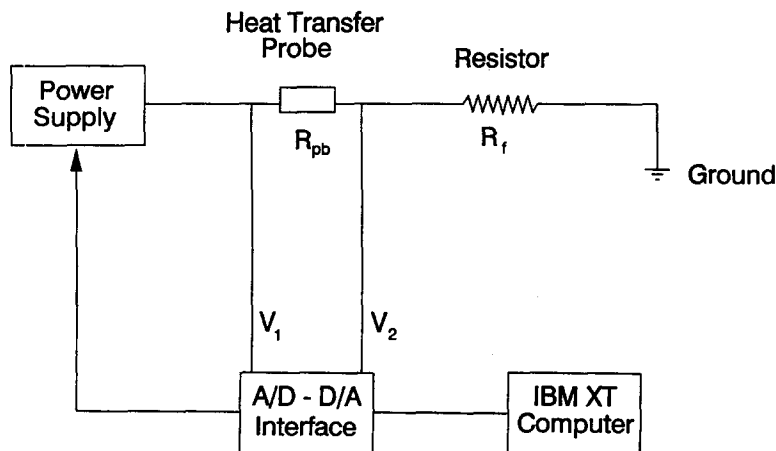 Heat Transfer
Probe
Resistor
Power
Supply
R_pb
R_f
Ground
V_1
V_2
A/D - D/A
Interface
IBM XT
Computer